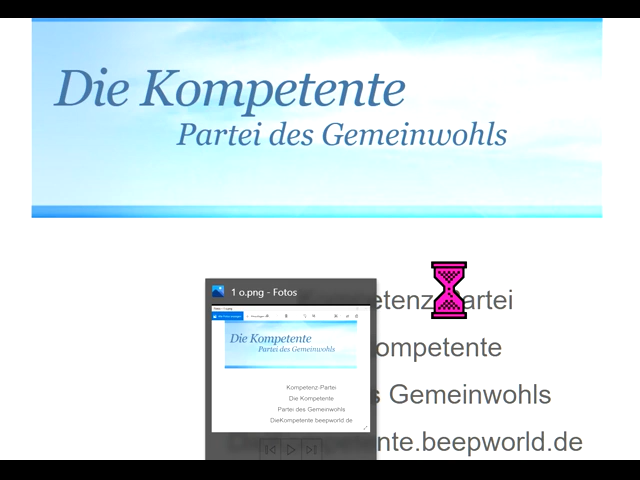 Die Kompetente
Partei des Gemeinwohls
1 o.png - Fotos
Die Kompetente
Partei des Gemeinwohls
Kompetenz-Partei
Die Kompetente
Partei des Gemeinwohls
DieKompetente.beepworld.de
etenz- artei
ompetente
s Gemeinwohls
nte.beepworld.de